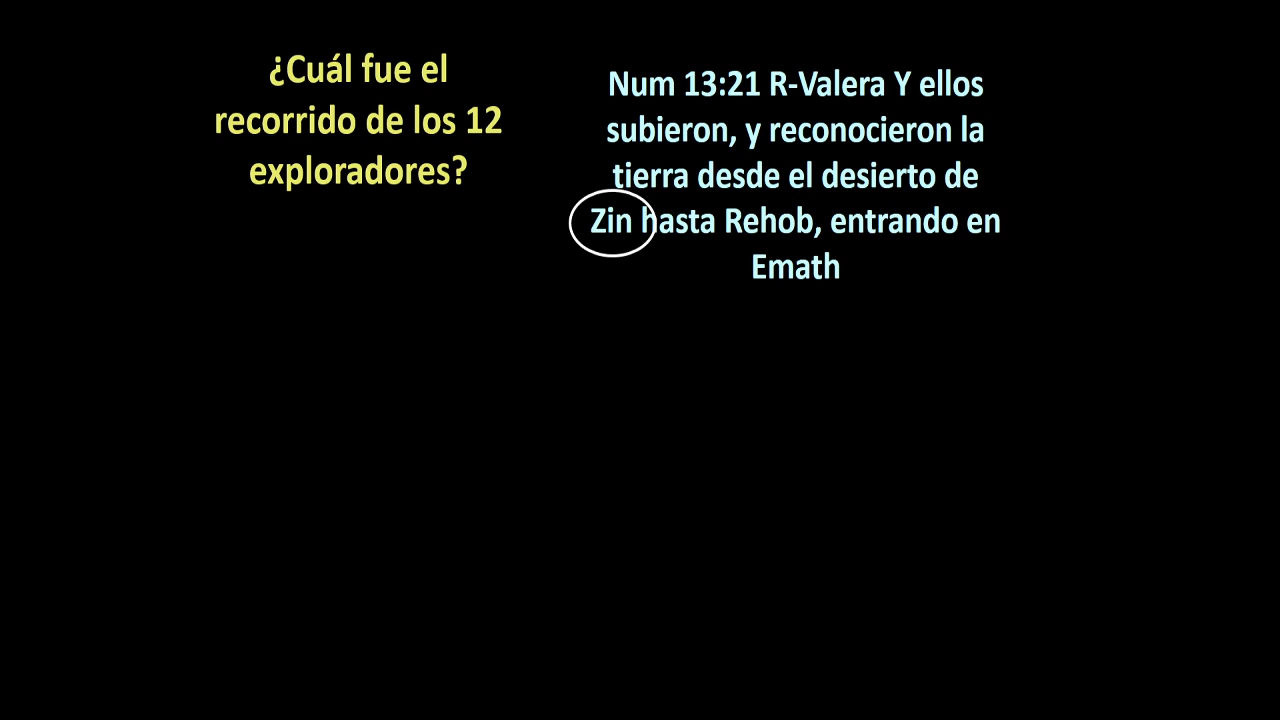 ¿Cuál fue el
recorrido de los 12
exploradores?
Num 13:21 R-Valera Y ellos
subieron, y reconocieron la
tierra desde el desierto de
Zin hasta Rehob, entrando en
Emath